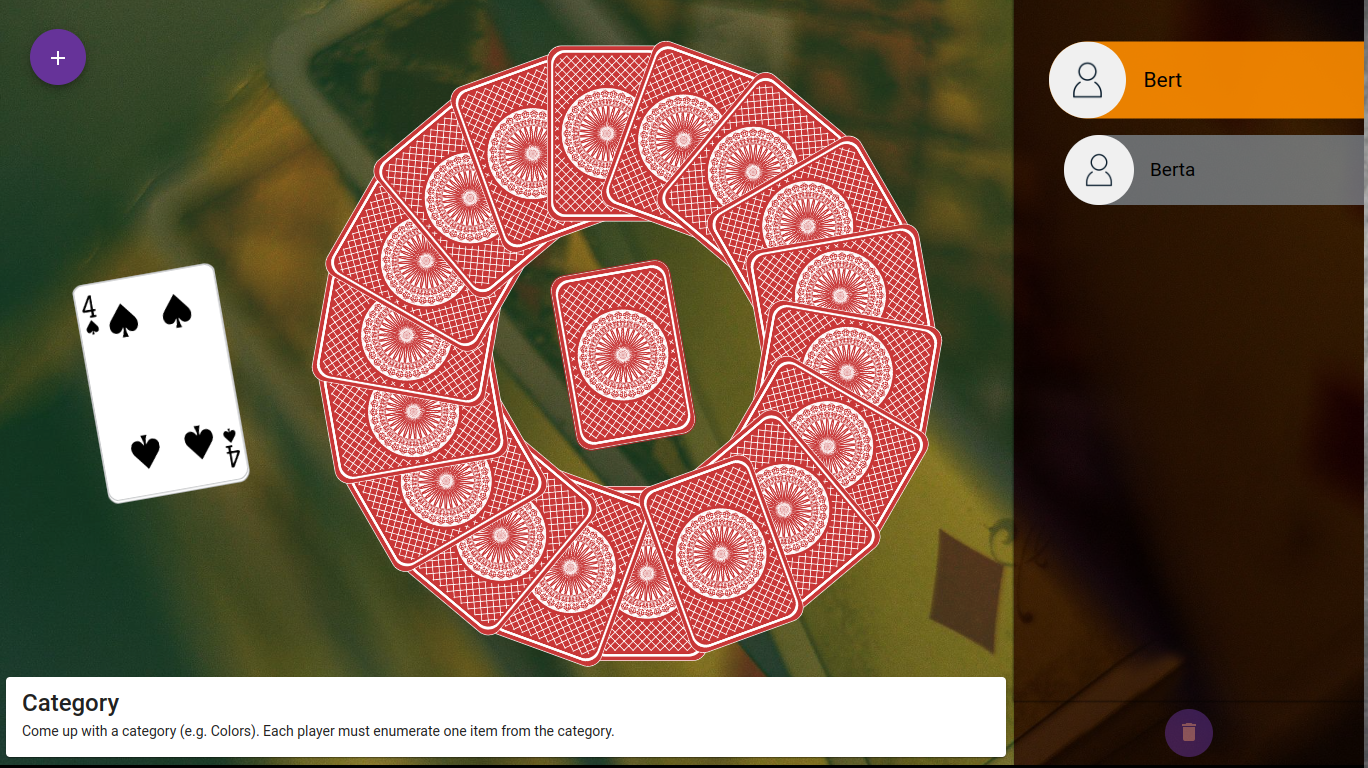 +
Bert
Berta
4
4
Category
Come up with a category (e.g. Colors). Each player must enumerate one item from the category.